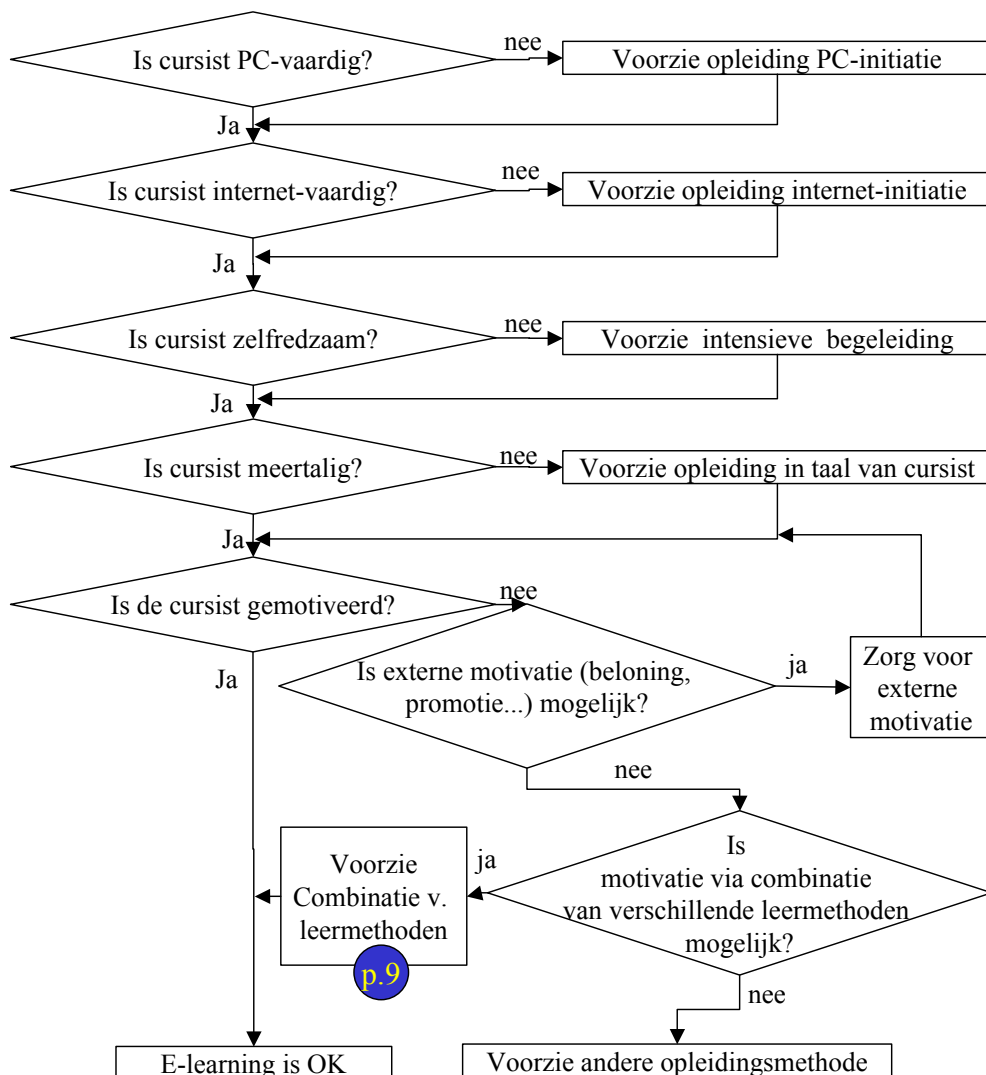 Is cursist PC-vaardig?
nee
Voorzie opleiding PC-initiatie
Ja
Is cursist internet-vaardig?
nee
Voorzie opleiding internet-initiatie
Ja
Is cursist zelfredzaam?
nee
Voorzie intensieve begeleiding
Ja
Is cursist meertalig?
nee
Voorzie opleiding in taal van cursist
Ja
Is de cursist gemotiveerd?
nee
Ja
Is externe motivatie (beloning,
promotie...) mogelijk?
ja
Zorg voor
externe
motivatie
nee
Is
motivatie via combinatie
van verschillende leermethoden
mogelijk?
ja
Voorzie
Combinatie v.
leermethoden
p.9
nee
E-learning is OK
Voorzie andere opleidingsmethode